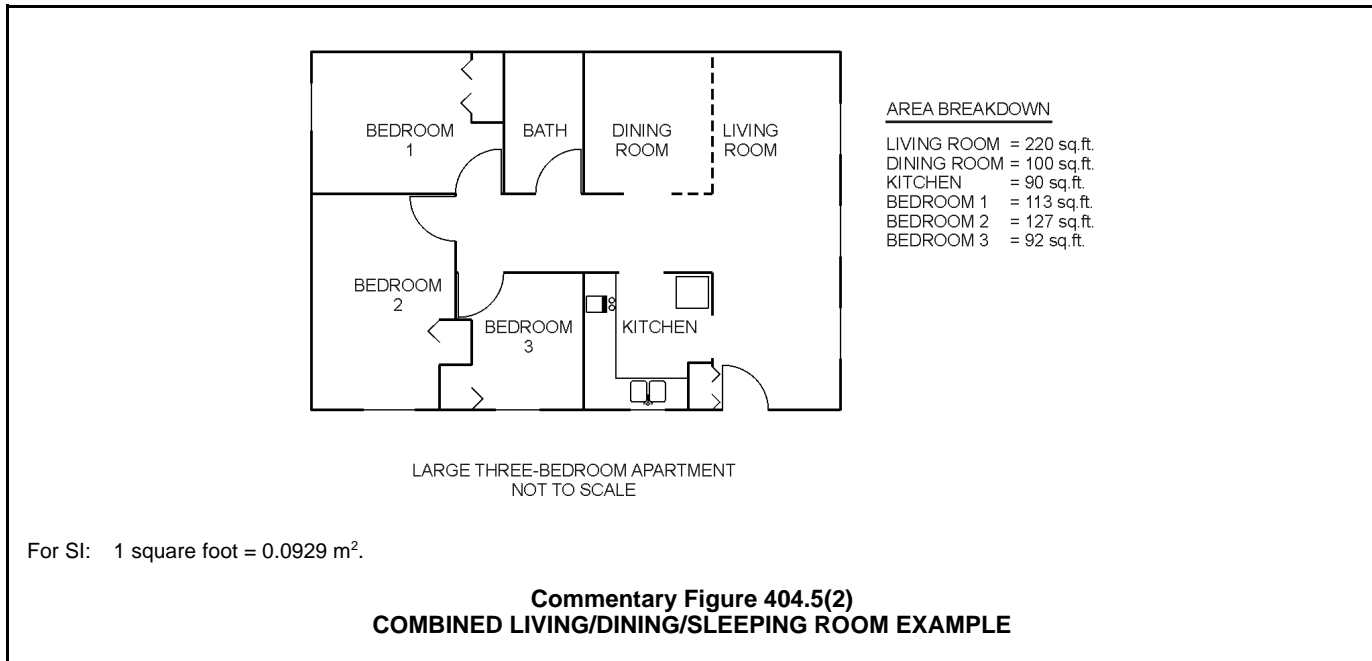 BEDROOM
1
BATH
DINING
ROOM
LIVING
ROOM
BEDROOM
2
BEDROOM
3
KITCHEN
AREA BREAKDOWN
LIVING ROOM = 220 sq.ft.
DINING ROOM = 100 sq.ft.
KITCHEN = 90 sq.ft.
BEDROOM 1 = 113 sq.ft.
BEDROOM 2 = 127 sq.ft.
BEDROOM 3 = 92 sq.ft.
LARGE THREE-BEDROOM APARTMENT
NOT TO SCALE
For SI: 1 square foot = 0.0929 m².
Commentary Figure 404.5(2)
COMBINED LIVING/DINING/SLEEPING ROOM EXAMPLE